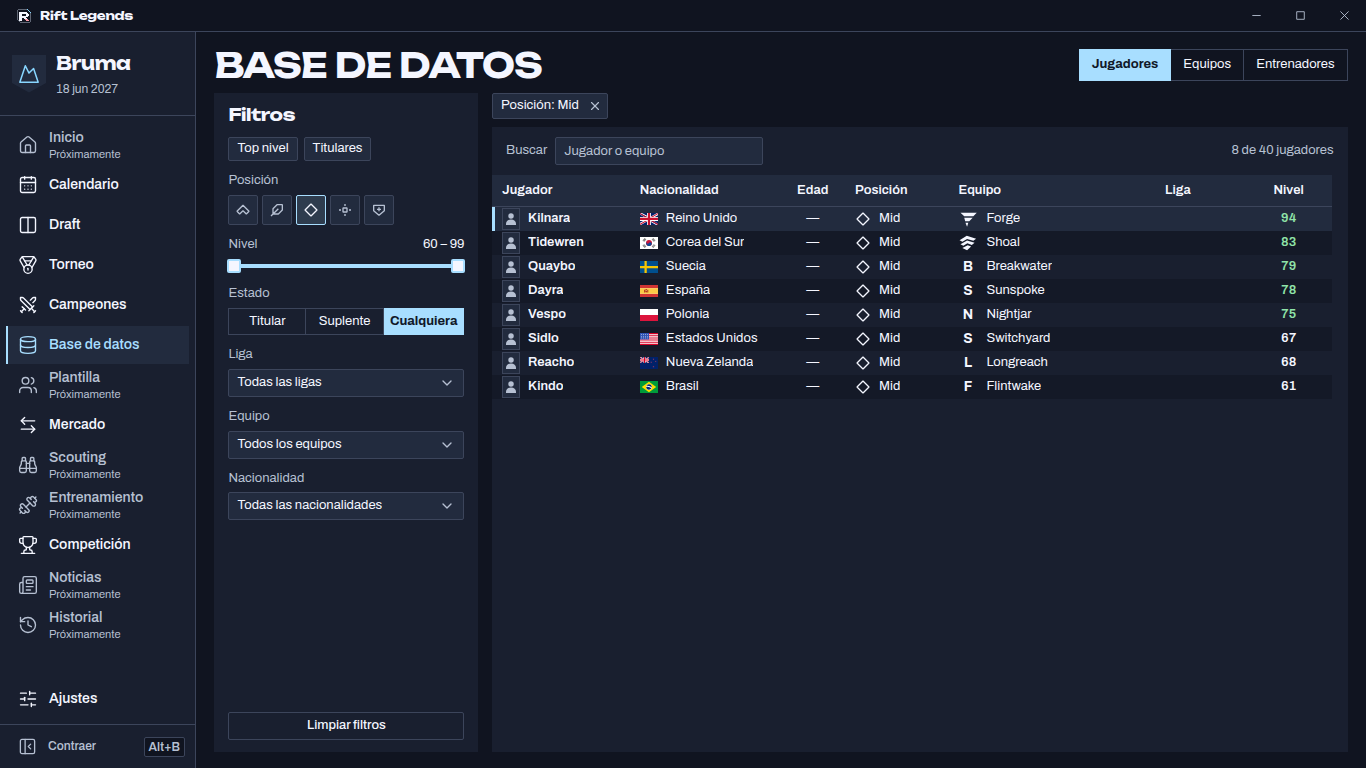 Rift Legends
Bruma
18 jun 2027
Inicio
Próximamente
Calendario
Draft
Torneo
Campeones
Base de datos
Plantilla
Próximamente
Mercado
Scouting
Próximamente
Entrenamiento
Próximamente
Competición
Noticias
Próximamente
Historial
Próximamente
Ajustes
Contraer Alt+B
BASE DE DATOS
Jugadores Equipos Entrenadores
Filtros
Top nivel Titulares
Posición
Nivel 60 – 99
Estado
Titular Suplente Cualquiera
Liga
Todas las ligas
Equipo
Todos los equipos
Nacionalidad
Todas las nacionalidades
Limpiar filtros
Posición: Mid
Buscar Jugador o equipo 8 de 40 jugadores
Jugador Nacionalidad Edad Posición Equipo Liga Nivel
Kilnara Reino Unido — Mid Forge 94
Tidewren Corea del Sur — Mid Shoal 83
Quaybo Suecia — Mid B Breakwater 79
Dayra España — Mid S Sunspoke 78
Vespo Polonia — Mid N Nightjar 75
Sidlo Estados Unidos — Mid S Switchyard 67
Reacho Nueva Zelanda — Mid L Longreach 68
Kindo Brasil — Mid F Flintwake 61